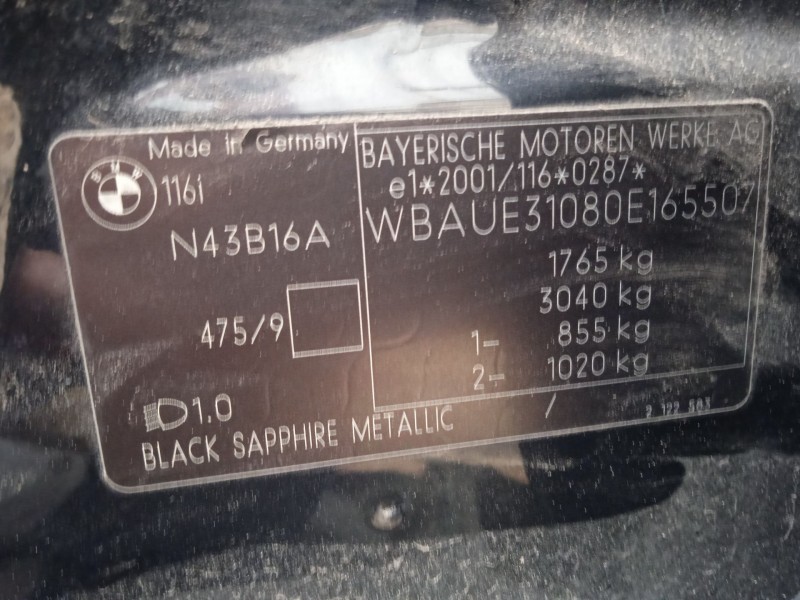 Made in Germany
BMW
116i
N43B16A
475/9
1.0
BLACK SAPPHIRE METALLIC /
BAYERISCHE MOTOREN WERKE AG
e1*2001/116*0287*
WBAUE31080E165507
1765 kg
3040 kg
1- 855 kg
2- 1020 kg